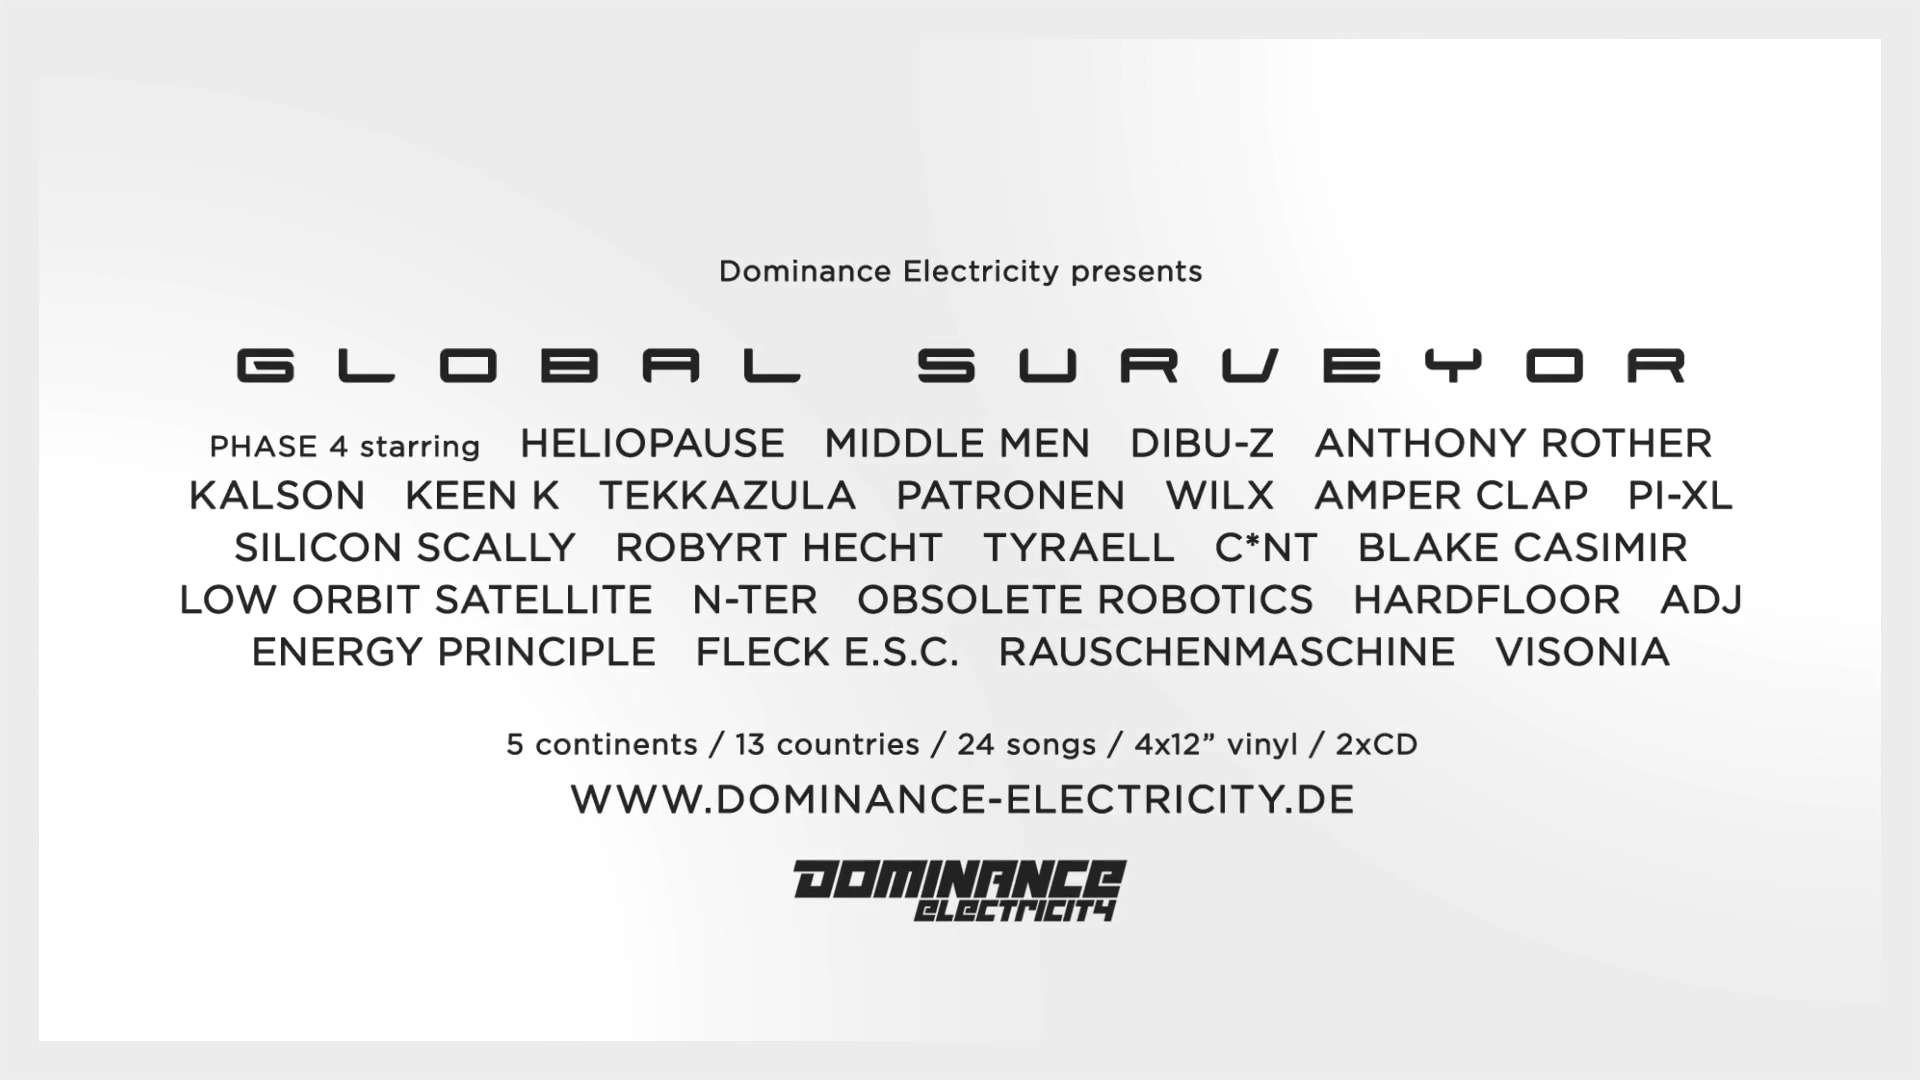 Dominance Electricity presents
GLOBAL SURVEYOR
PHASE 4 starring HELIOPAUSE MIDDLE MEN DIBU-Z ANTHONY ROTHER
KALSON KEEN K TEKKAZULA PATRONEN WILX AMPER CLAP PI-XL
SILICON SCALLY ROBYRT HECHT TYRAELL C*NT BLAKE CASIMIR
LOW ORBIT SATELLITE N-TER OBSOLETE ROBOTICS HARDFLOOR ADJ
ENERGY PRINCIPLE FLECK E.S.C. RAUSCHENMASCHINE VISONIA
5 continents / 13 countries / 24 songs / 4x12” vinyl / 2xCD
WWW.DOMINANCE-ELECTRICITY.DE
DOMINANCE
ELECTRICITY